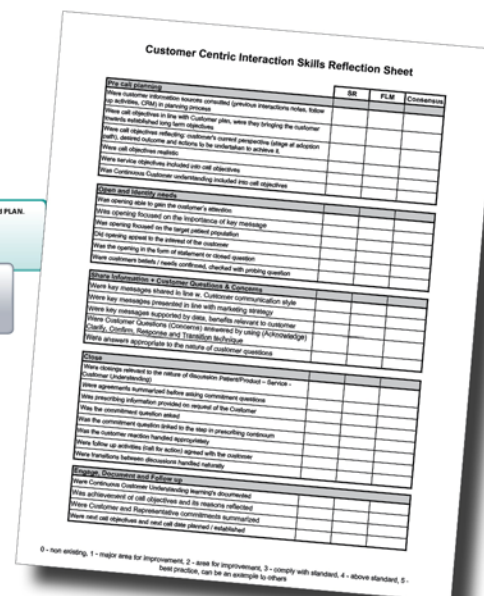 Customer Centric Interaction Skills Reflection Sheet
SR FLM Consensus
Pre call planning
Were customer information sources consulted (previous interactions notes, follow
up activities, CRM) in planning process
Were call objectives in line with Customer plan, were they bringing the customer
towards established long term objectives
Were call objectives reflecting: customer's current perspective (stage at adoption
path), desired outcome and actions to be undertaken to achieve it.
Were call objectives realistic
Were service objectives included into call objectives
Was Continuous Customer understanding included into call objectives
Open and Identify needs
Was opening able to gain the customer's attention
Was opening focused on the importance of key message
Was opening focused on the target patient population
Did opening appeal to the interest of the customer
Was the opening in the form of statement or closed question
Were customers beliefs / needs confirmed, checked with probing question
Share Information + Customer Questions & Concerns
Were key messages shared in line w. Customer communication style
Were key messages presented in line with marketing strategy
Were key messages supported by data, benefits relevant to customer
Were Customer Questions (Concerns) answered by using (Acknowledge)
Clarify, Confirm, Response and Transition technique
Were answers appropriate to the nature of customer questions
Close
Were closings relevant to the nature of discussion Patient/Product – Service -
Customer Understanding)
Were agreements summarized before asking commitment questions
Was prescribing information provided on request of the Customer
Was the commitment question asked
Was the commitment question linked to the step in prescribing continuum
Was the customer reaction handled appropriately
Were follow up activities (call for action) agreed with the customer
Were transitions between discussions handled naturally
Engage, Document and Follow up
Were Continuous Customer Understanding learning's documented
Was achievement of call objectives and its reasons reflected
Were Customer and Representative commitments summarized
Were next call objectives and next call date planned / established
0 - non existing, 1 - major area for improvement, 2 - area for improvement, 3 - comply with standard, 4 - above standard, 5 -
best practice, can be an example to others
PLAN.